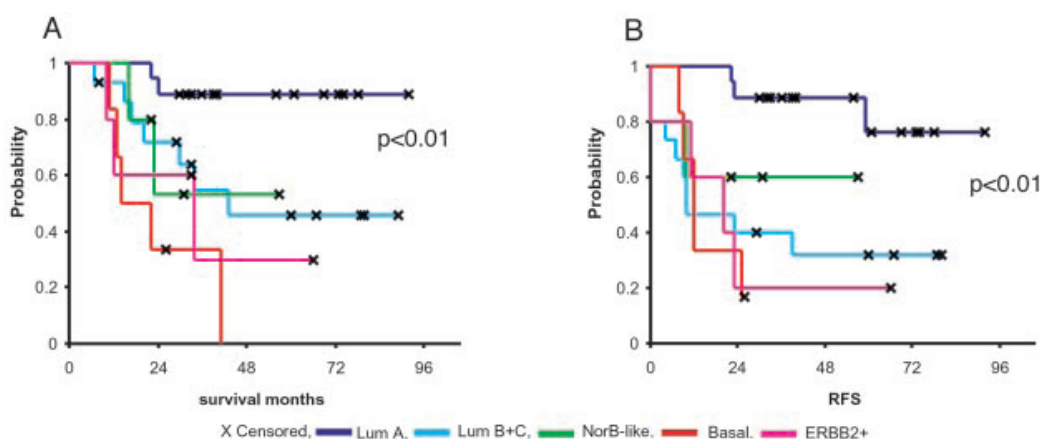 A
1
0.8
0.6
0.4
0.2
0
Probability
p<0.01
0 24 48 72 96
survival months
B
1
0.8
0.6
0.4
0.2
0
Probability
p<0.01
0 24 48 72 96
RFS
X Censored, Lum A, Lum B+C, NorB-like, Basal, ERBB2+